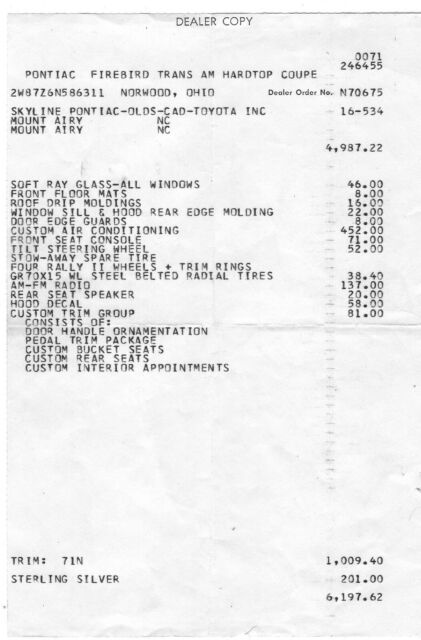 DEALER COPY
0071
246455
PONTIAC FIREBIRD TRANS AM HARDTOP COUPE
2W87Z6N586311 NORWOOD, OHIO Dealer Order No. N70675
SKYLINE PONTIAC-OLDS-CAD-TOYOTA INC 16-534
MOUNT AIRY NC
MOUNT AIRY NC
4,987.22
SOFT RAY GLASS-ALL WINDOWS 46.00
FRONT FLOOR MATS 8.00
ROOF DRIP MOLDINGS 16.00
WINDOW SILL & HOOD REAR EDGE MOLDING 22.00
DOOR EDGE GUARDS 8.00
CUSTOM AIR CONDITIONING 452.00
FRONT SEAT CONSOLE 71.00
TILT STEERING WHEEL 52.00
STOW-AWAY SPARE TIRE
FOUR RALLY II WHEELS + TRIM RINGS
GR70X15 WL STEEL BELTED RADIAL TIRES 38.40
AM-FM RADIO 137.00
REAR SEAT SPEAKER 20.00
HOOD DECAL 58.00
CUSTOM TRIM GROUP 81.00
CONSISTS OF:
DOOR HANDLE ORNAMENTATION
PEDAL TRIM PACKAGE
CUSTOM BUCKET SEATS
CUSTOM REAR SEATS
CUSTOM INTERIOR APPOINTMENTS
TRIM: 71N 1,009.40
STERLING SILVER 201.00
6,197.62